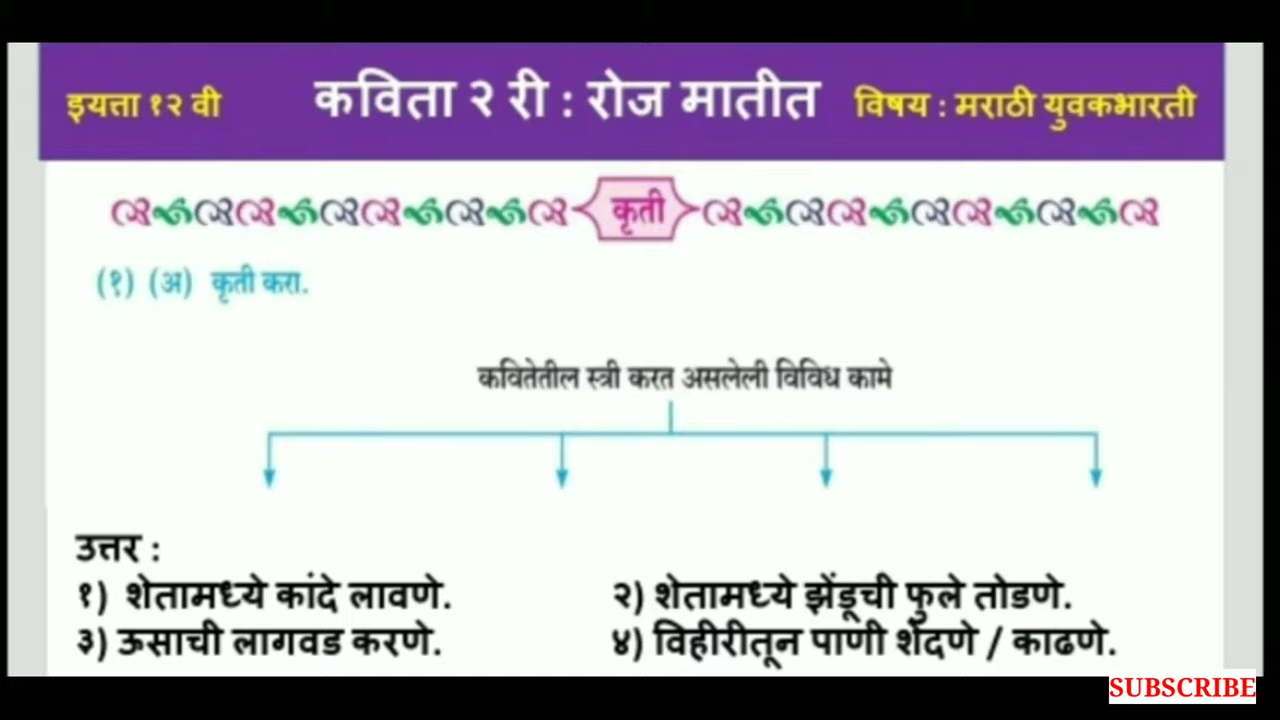 इयत्ता १२ वी कविता २ री : रोज मातीत विषय : मराठी युवकभारती
कृती
(१) (अ) कृती करा.
कवितेतील स्त्री करत असलेली विविध कामे
उत्तर :
१) शेतामध्ये कांदे लावणे. २) शेतामध्ये झेंडूची फुले तोडणे.
३) ऊसाची लागवड करणे. ४) विहीरीतून पाणी शेंदणे / काढणे.
SUBSCRIBE